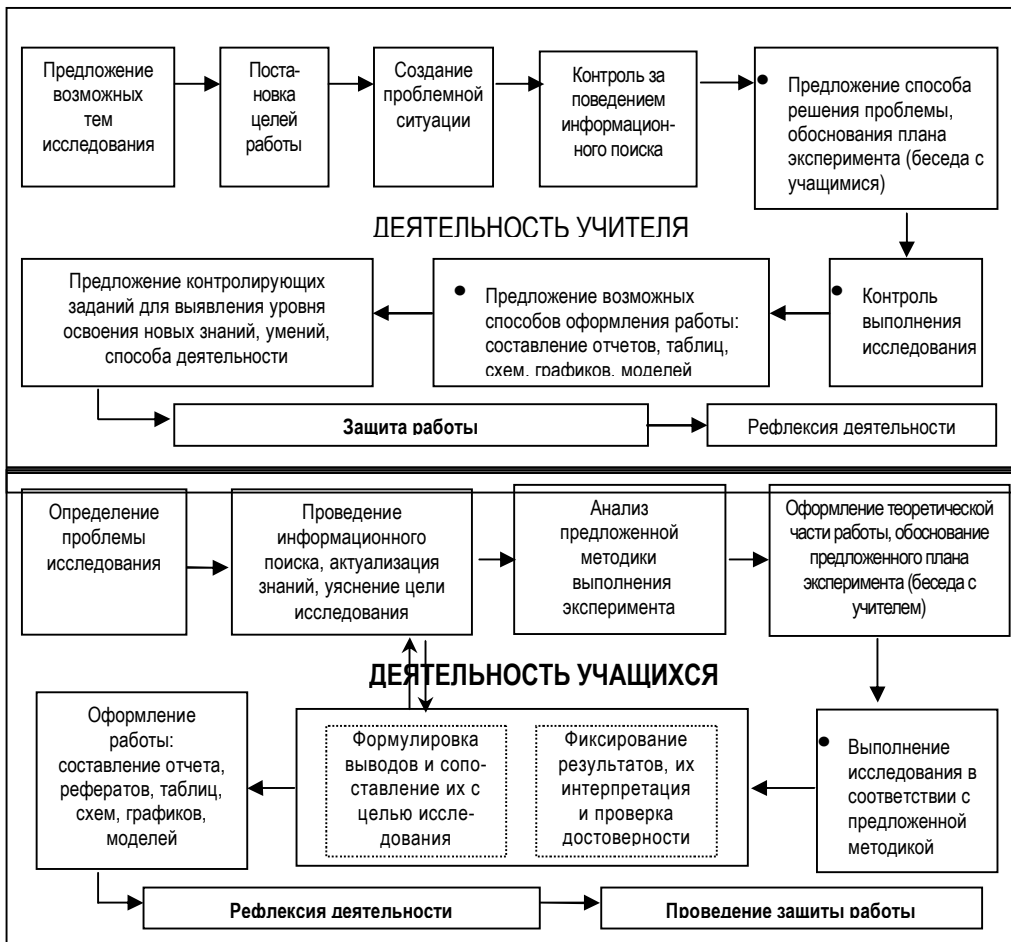 Предложение
возможных
тем
исследования
Поста-
новка
целей
работы
Создание
проблемной
ситуации
Контроль за
поведением
информацион-
ного поиска
• Предложение способа
решения проблемы,
обоснования плана
эксперимента (беседа с
учащимися)
ДЕЯТЕЛЬНОСТЬ УЧИТЕЛЯ
Предложение контролирующих
заданий для выявления уровня
освоения новых знаний, умений,
способа деятельности
• Предложение возможных
способов оформления работы:
составление отчетов, таблиц,
схем, графиков, моделей
• Контроль
выполнения
исследования
Защита работы
Рефлексия деятельности
Определение
проблемы
исследования
Проведение
информационного
поиска, актуализация
знаний, уяснение цели
исследования
Анализ
предложенной
методики
выполнения
эксперимента
Оформление теоретической
части работы, обоснование
предложенного плана
эксперимента (беседа с
учителем)
ДЕЯТЕЛЬНОСТЬ УЧАЩИХСЯ
Оформление
работы:
составление отчета,
рефератов, таблиц,
схем, графиков,
моделей
Формулировка
выводов и сопо-
ставление их с
целью иссле-
дования
Фиксирование
результатов, их
интерпретация
и проверка
достоверности
• Выполнение
исследования в
соответствии с
предложенной
методикой
Рефлексия деятельности
Проведение защиты работы